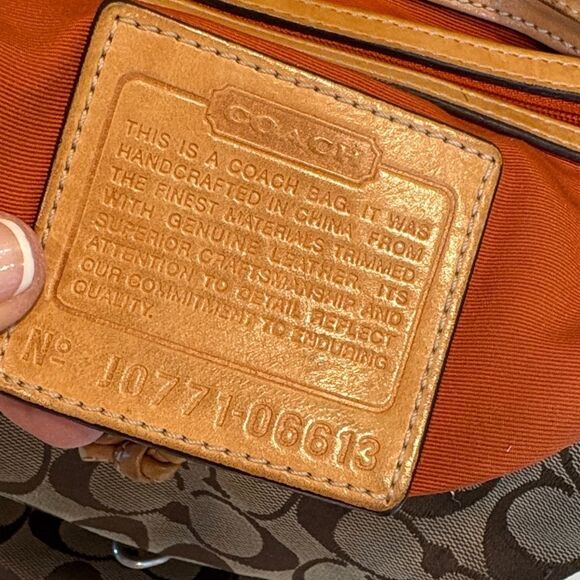 COACH
THIS IS A COACH BAG. IT WAS
HANDCRAFTED IN CHINA FROM
THE FINEST MATERIALS TRIMMED
WITH GENUINE LEATHER. ITS
SUPERIOR CRAFTSMANSHIP AND
ATTENTION TO DETAIL REFLECT
OUR COMMITMENT TO ENDURING
QUALITY.
Nº J0771-06613